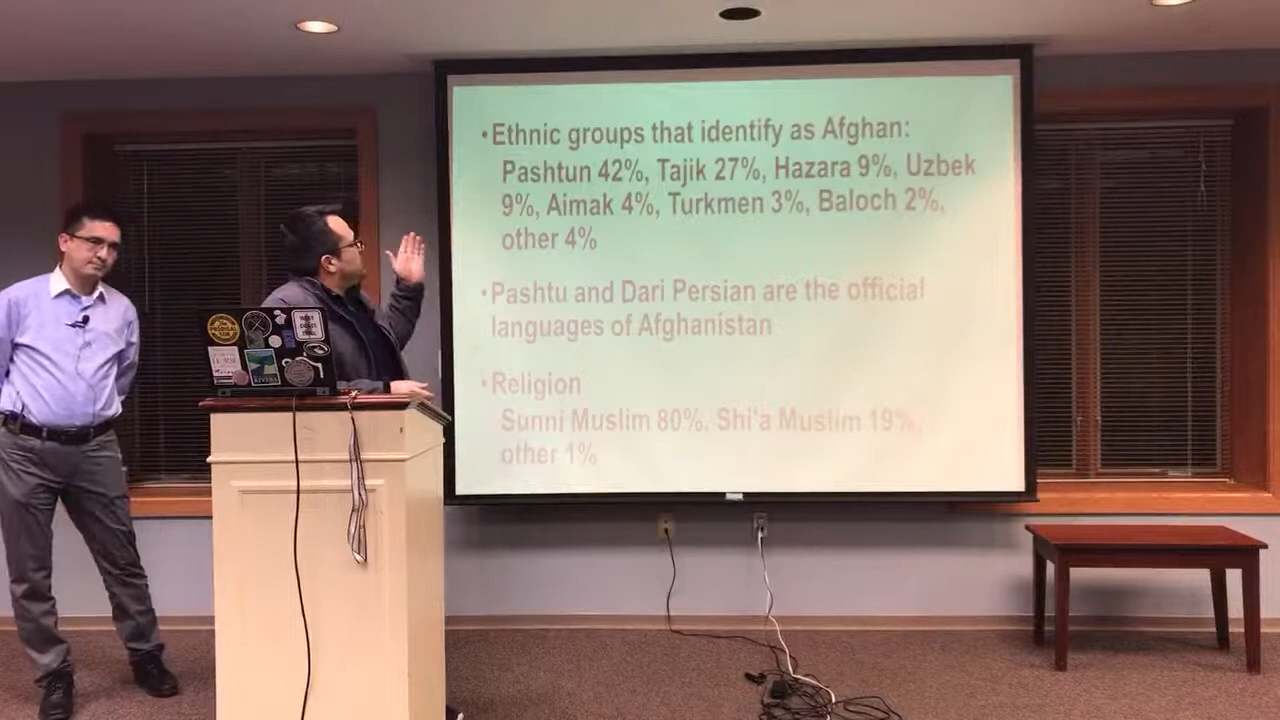 •Ethnic groups that identify as Afghan:
Pashtun 42%, Tajik 27%, Hazara 9%, Uzbek
9%, Aimak 4%, Turkmen 3%, Baloch 2%,
other 4%
•Pashtu and Dari Persian are the official
languages of Afghanistan
•Religion
Sunni Muslim 80%, Shi'a Muslim 19%,
other 1%